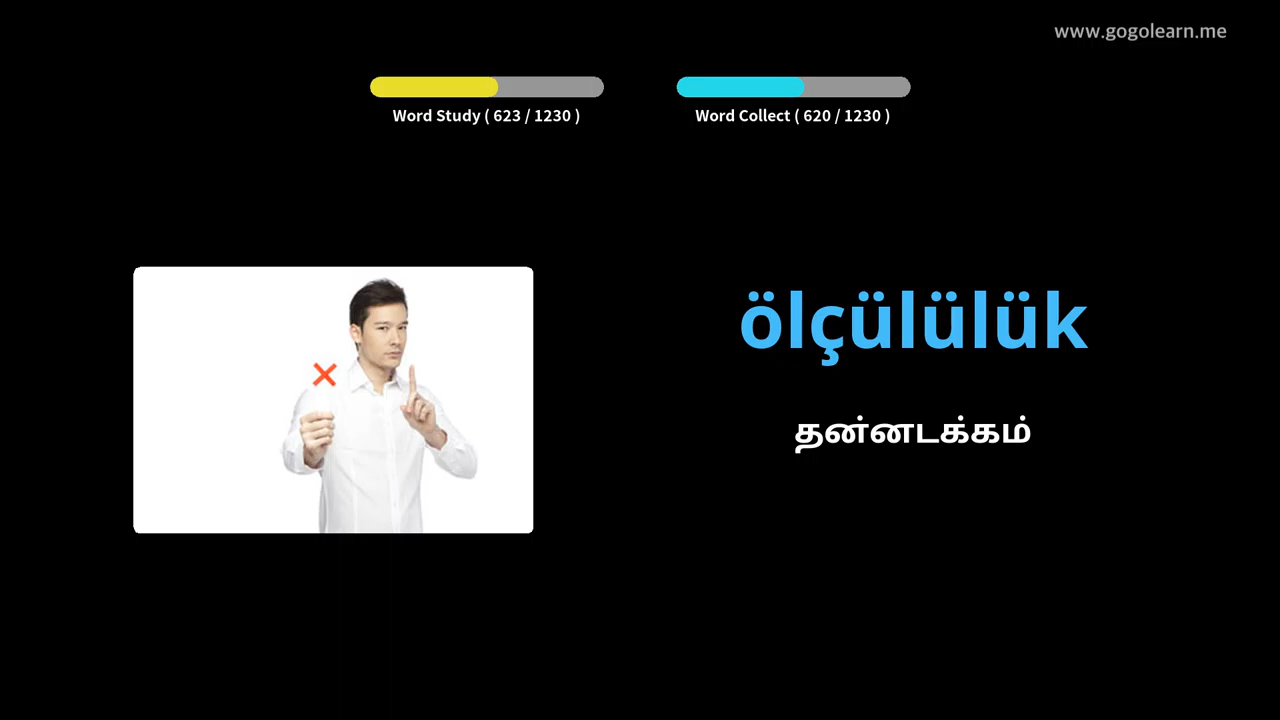 www.gogolearn.me
Word Study ( 623 / 1230 )
Word Collect ( 620 / 1230 )
ölçülülük
தன்னடக்கம்